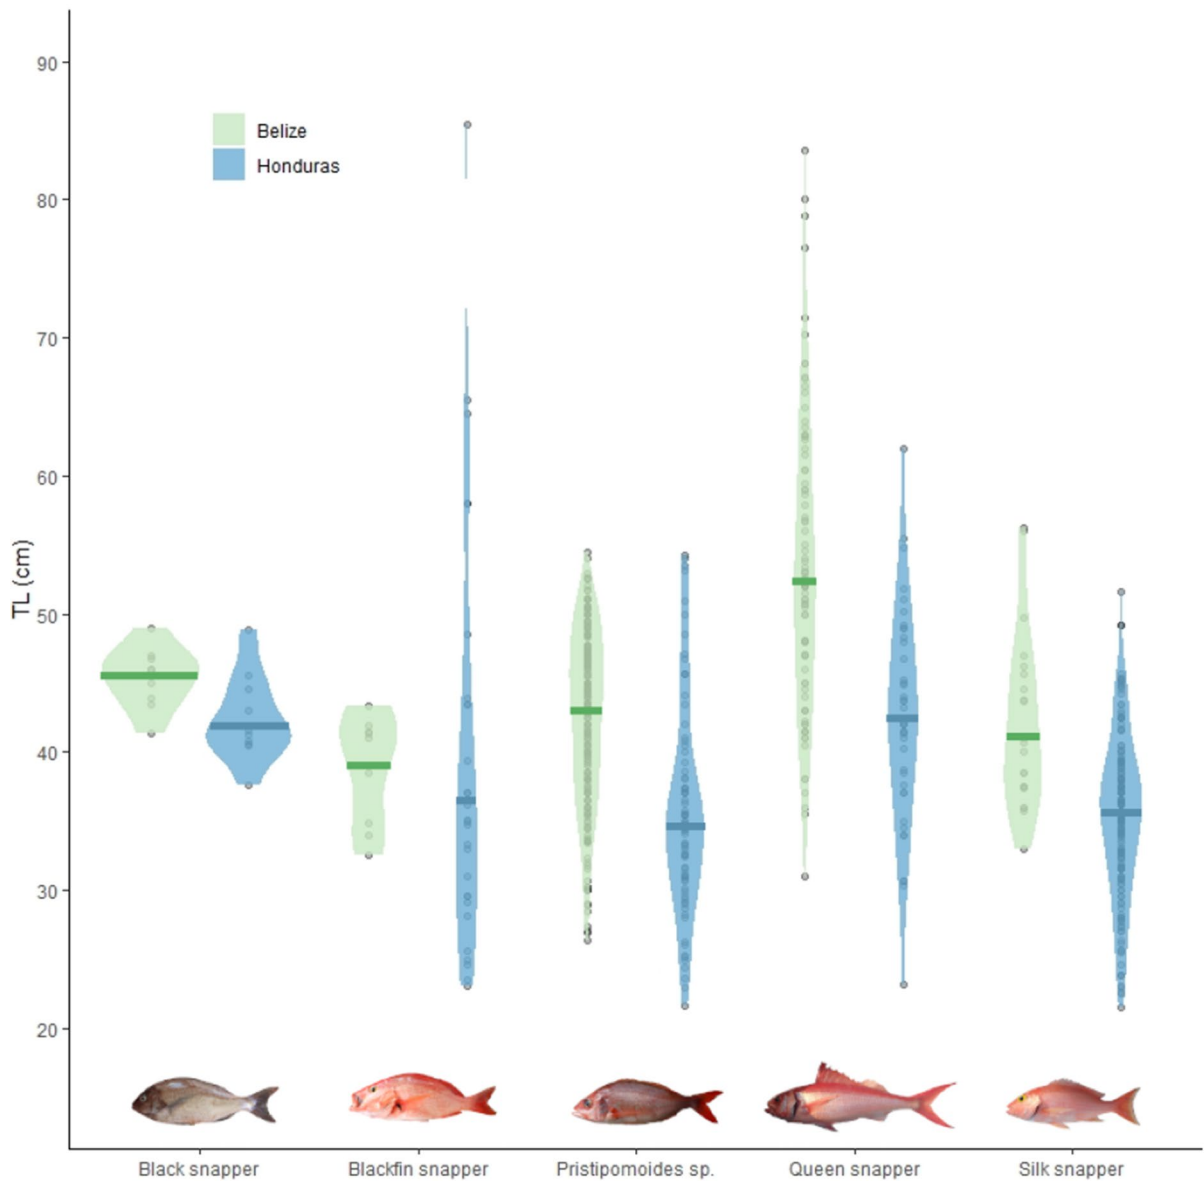 90
80
70
60
50
40
30
20
TL (cm)
Belize
Honduras
Black snapper
Blackfin snapper
Pristipomoides sp.
Queen snapper
Silk snapper